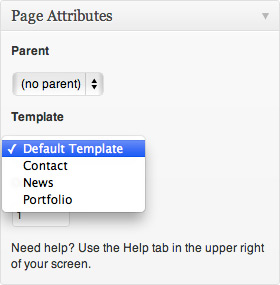 Page Attributes
Parent
(no parent)
Template
✓ Default Template
Contact
News
Portfolio
1
Need help? Use the Help tab in the upper right
of your screen.